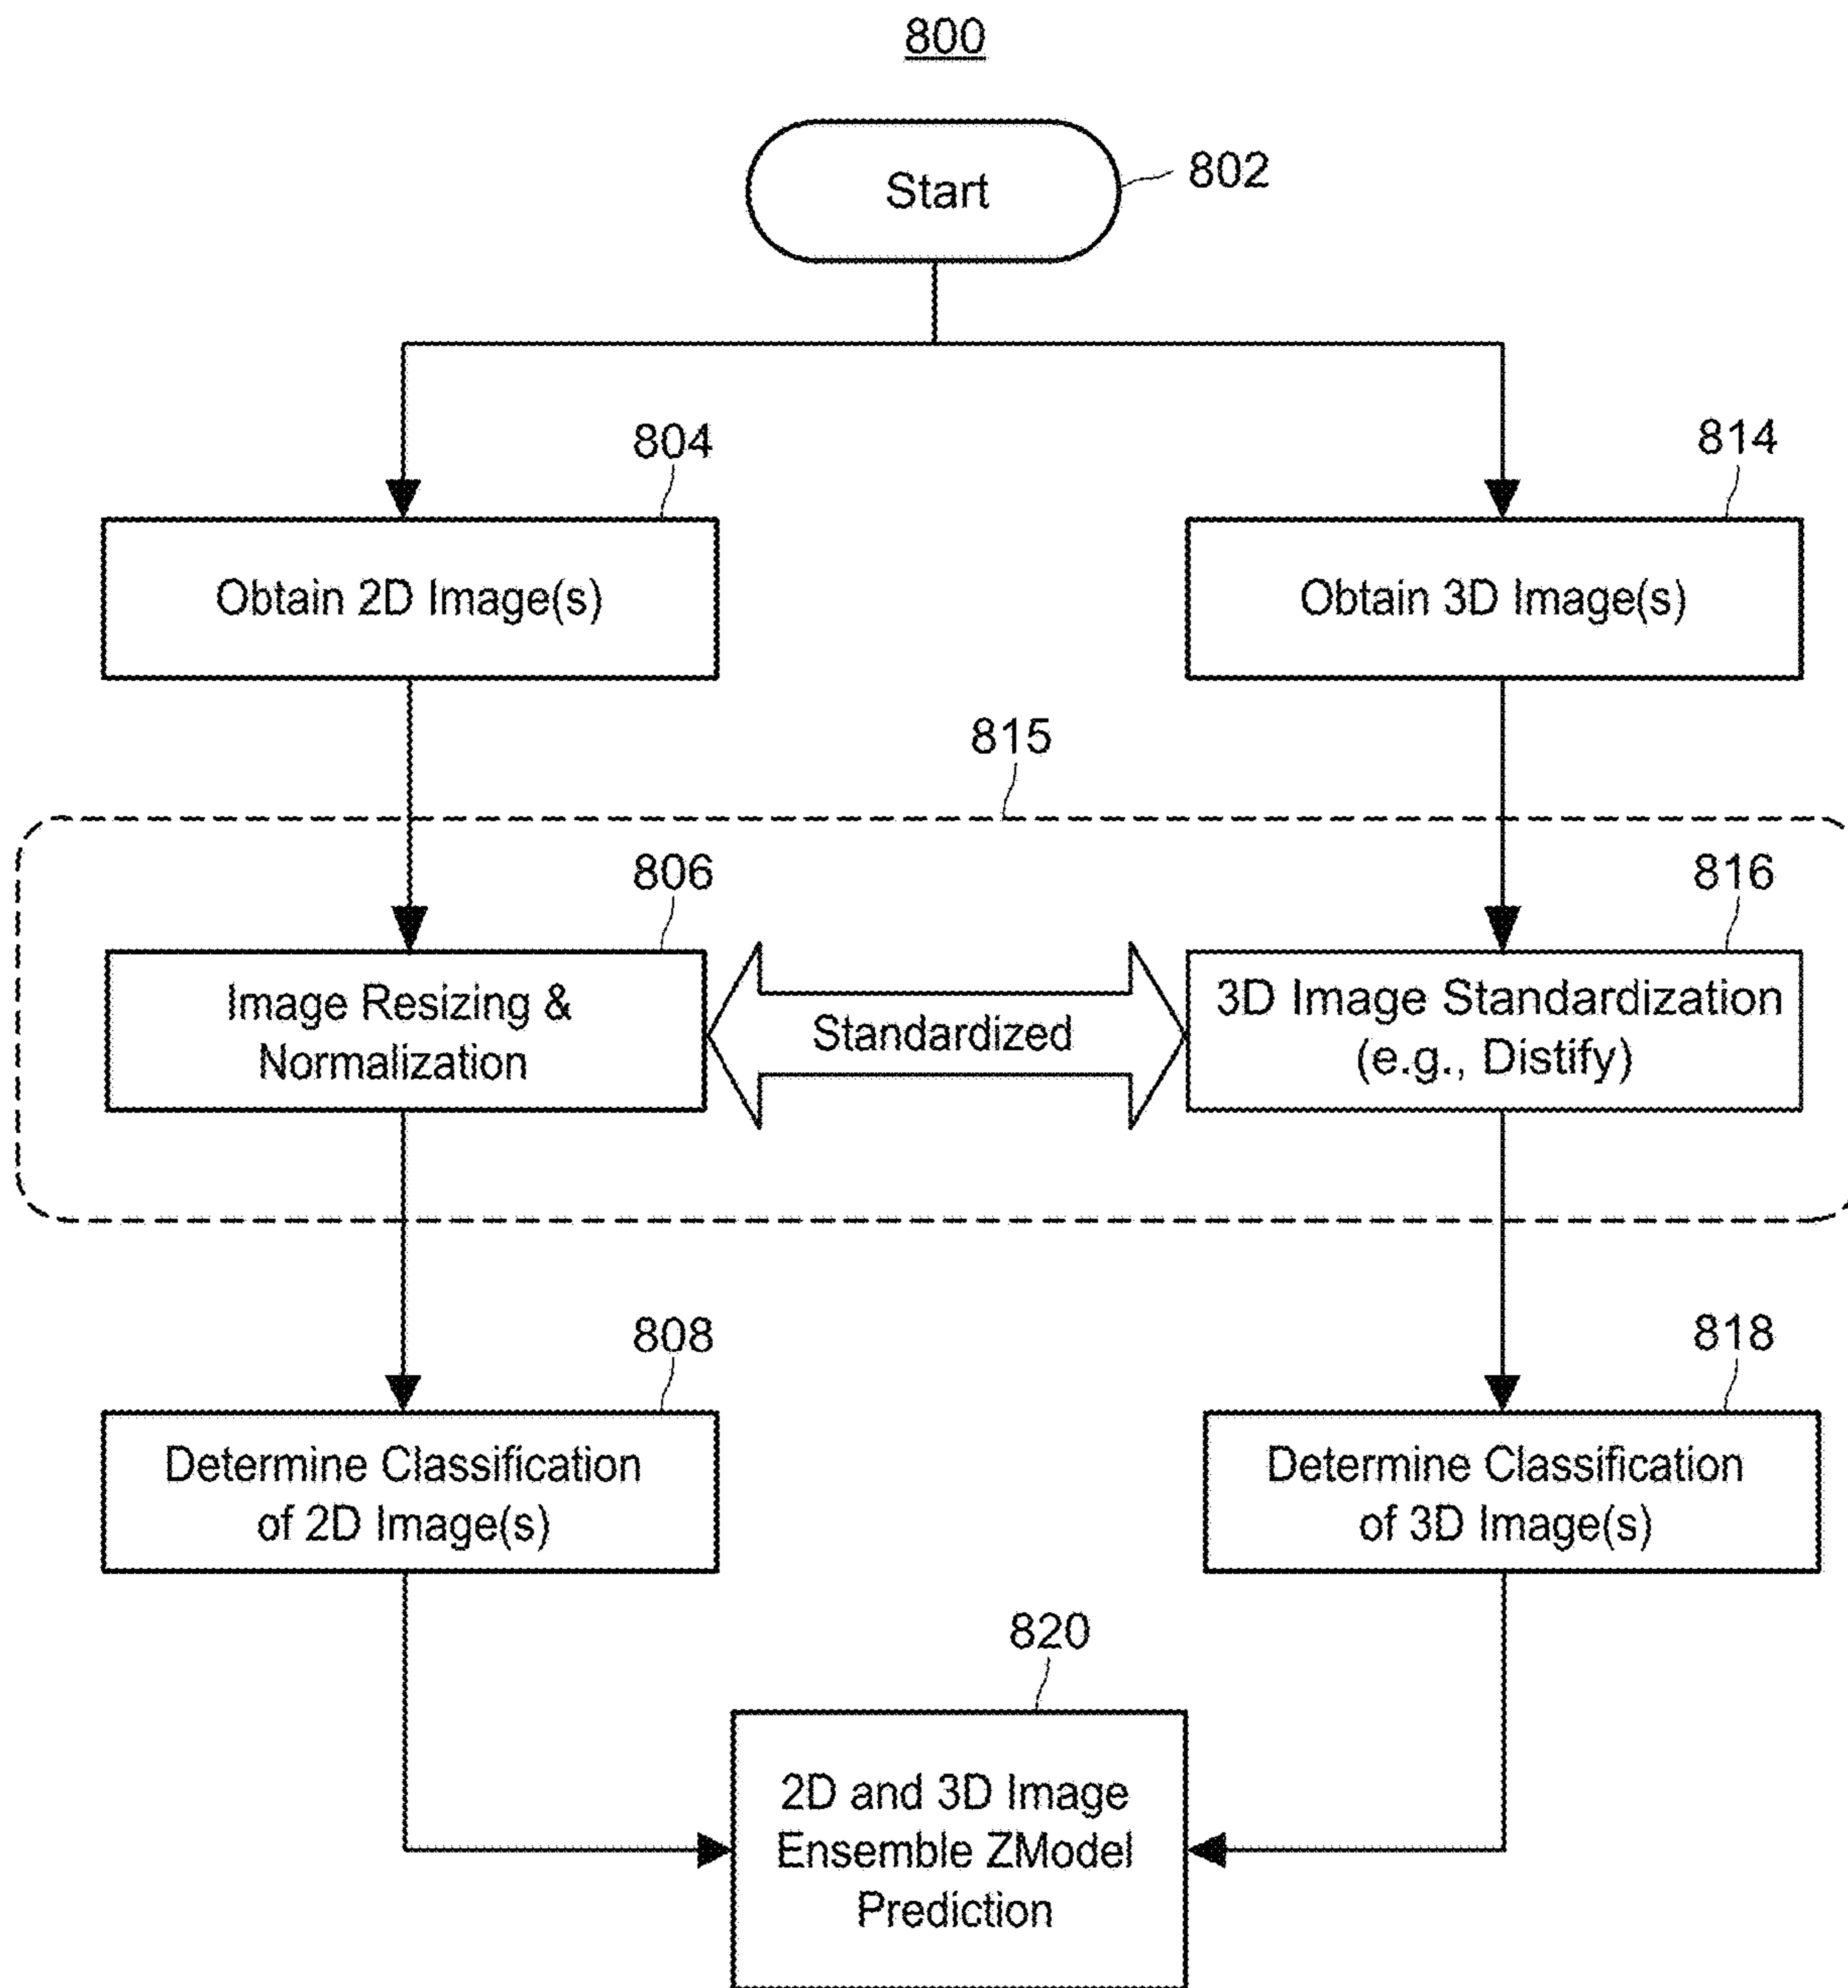 800
Start
802
804
814
Obtain 2D Image(s)
Obtain 3D Image(s)
815
806
816
Image Resizing &
Normalization
Standardized
3D Image Standardization
(e.g., Distify)
808
818
Determine Classification
of 2D Image(s)
Determine Classification
of 3D Image(s)
820
2D and 3D Image
Ensemble ZModel
Prediction